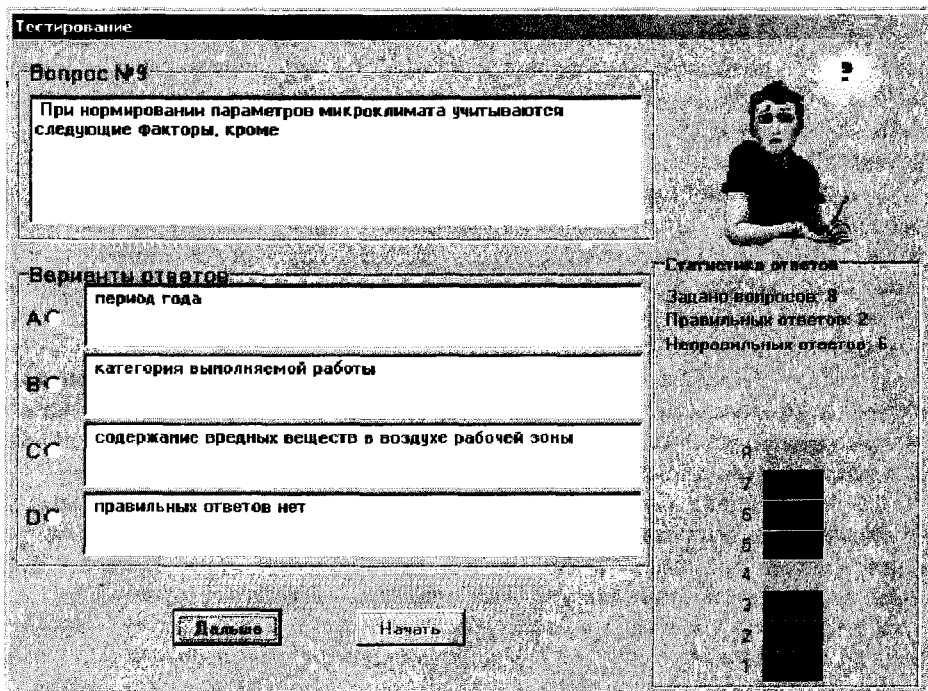 Тестирование
Вопрос №9
При нормировании параметров микроклимата учитываются
следующие факторы, кроме
?
Варианты ответов
A
период года
B
категория выполняемой работы
C
содержание вредных веществ в воздухе рабочей зоны
D
правильных ответов нет
Дальше
Начать
Статистика ответов
Задано вопросов: 8
Правильных ответов: 2
Неправильных ответов: 6
8
7
6
5
4
3
2
1